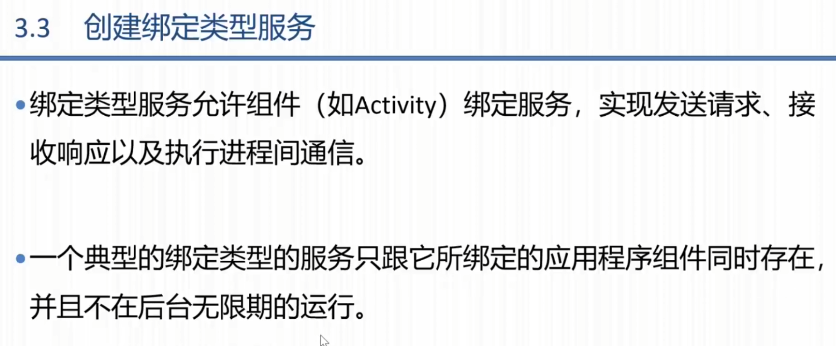 3.3 创建绑定类型服务
•绑定类型服务允许组件（如Activity）绑定服务，实现发送请求、接
收响应以及执行进程间通信。
•一个典型的绑定类型的服务只跟它所绑定的应用程序组件同时存在，
并且不在后台无限期的运行。